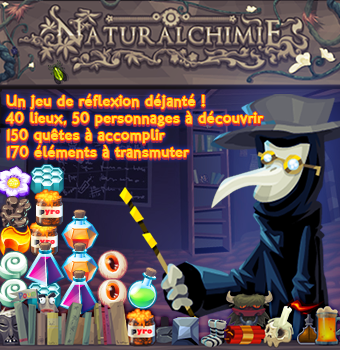 NATURALCHIMIE
Un jeu de réflexion déjanté !
40 lieux, 50 personnages à découvrir
150 quêtes à accomplir
170 éléments à transmuter
pyro
pyro
pyro